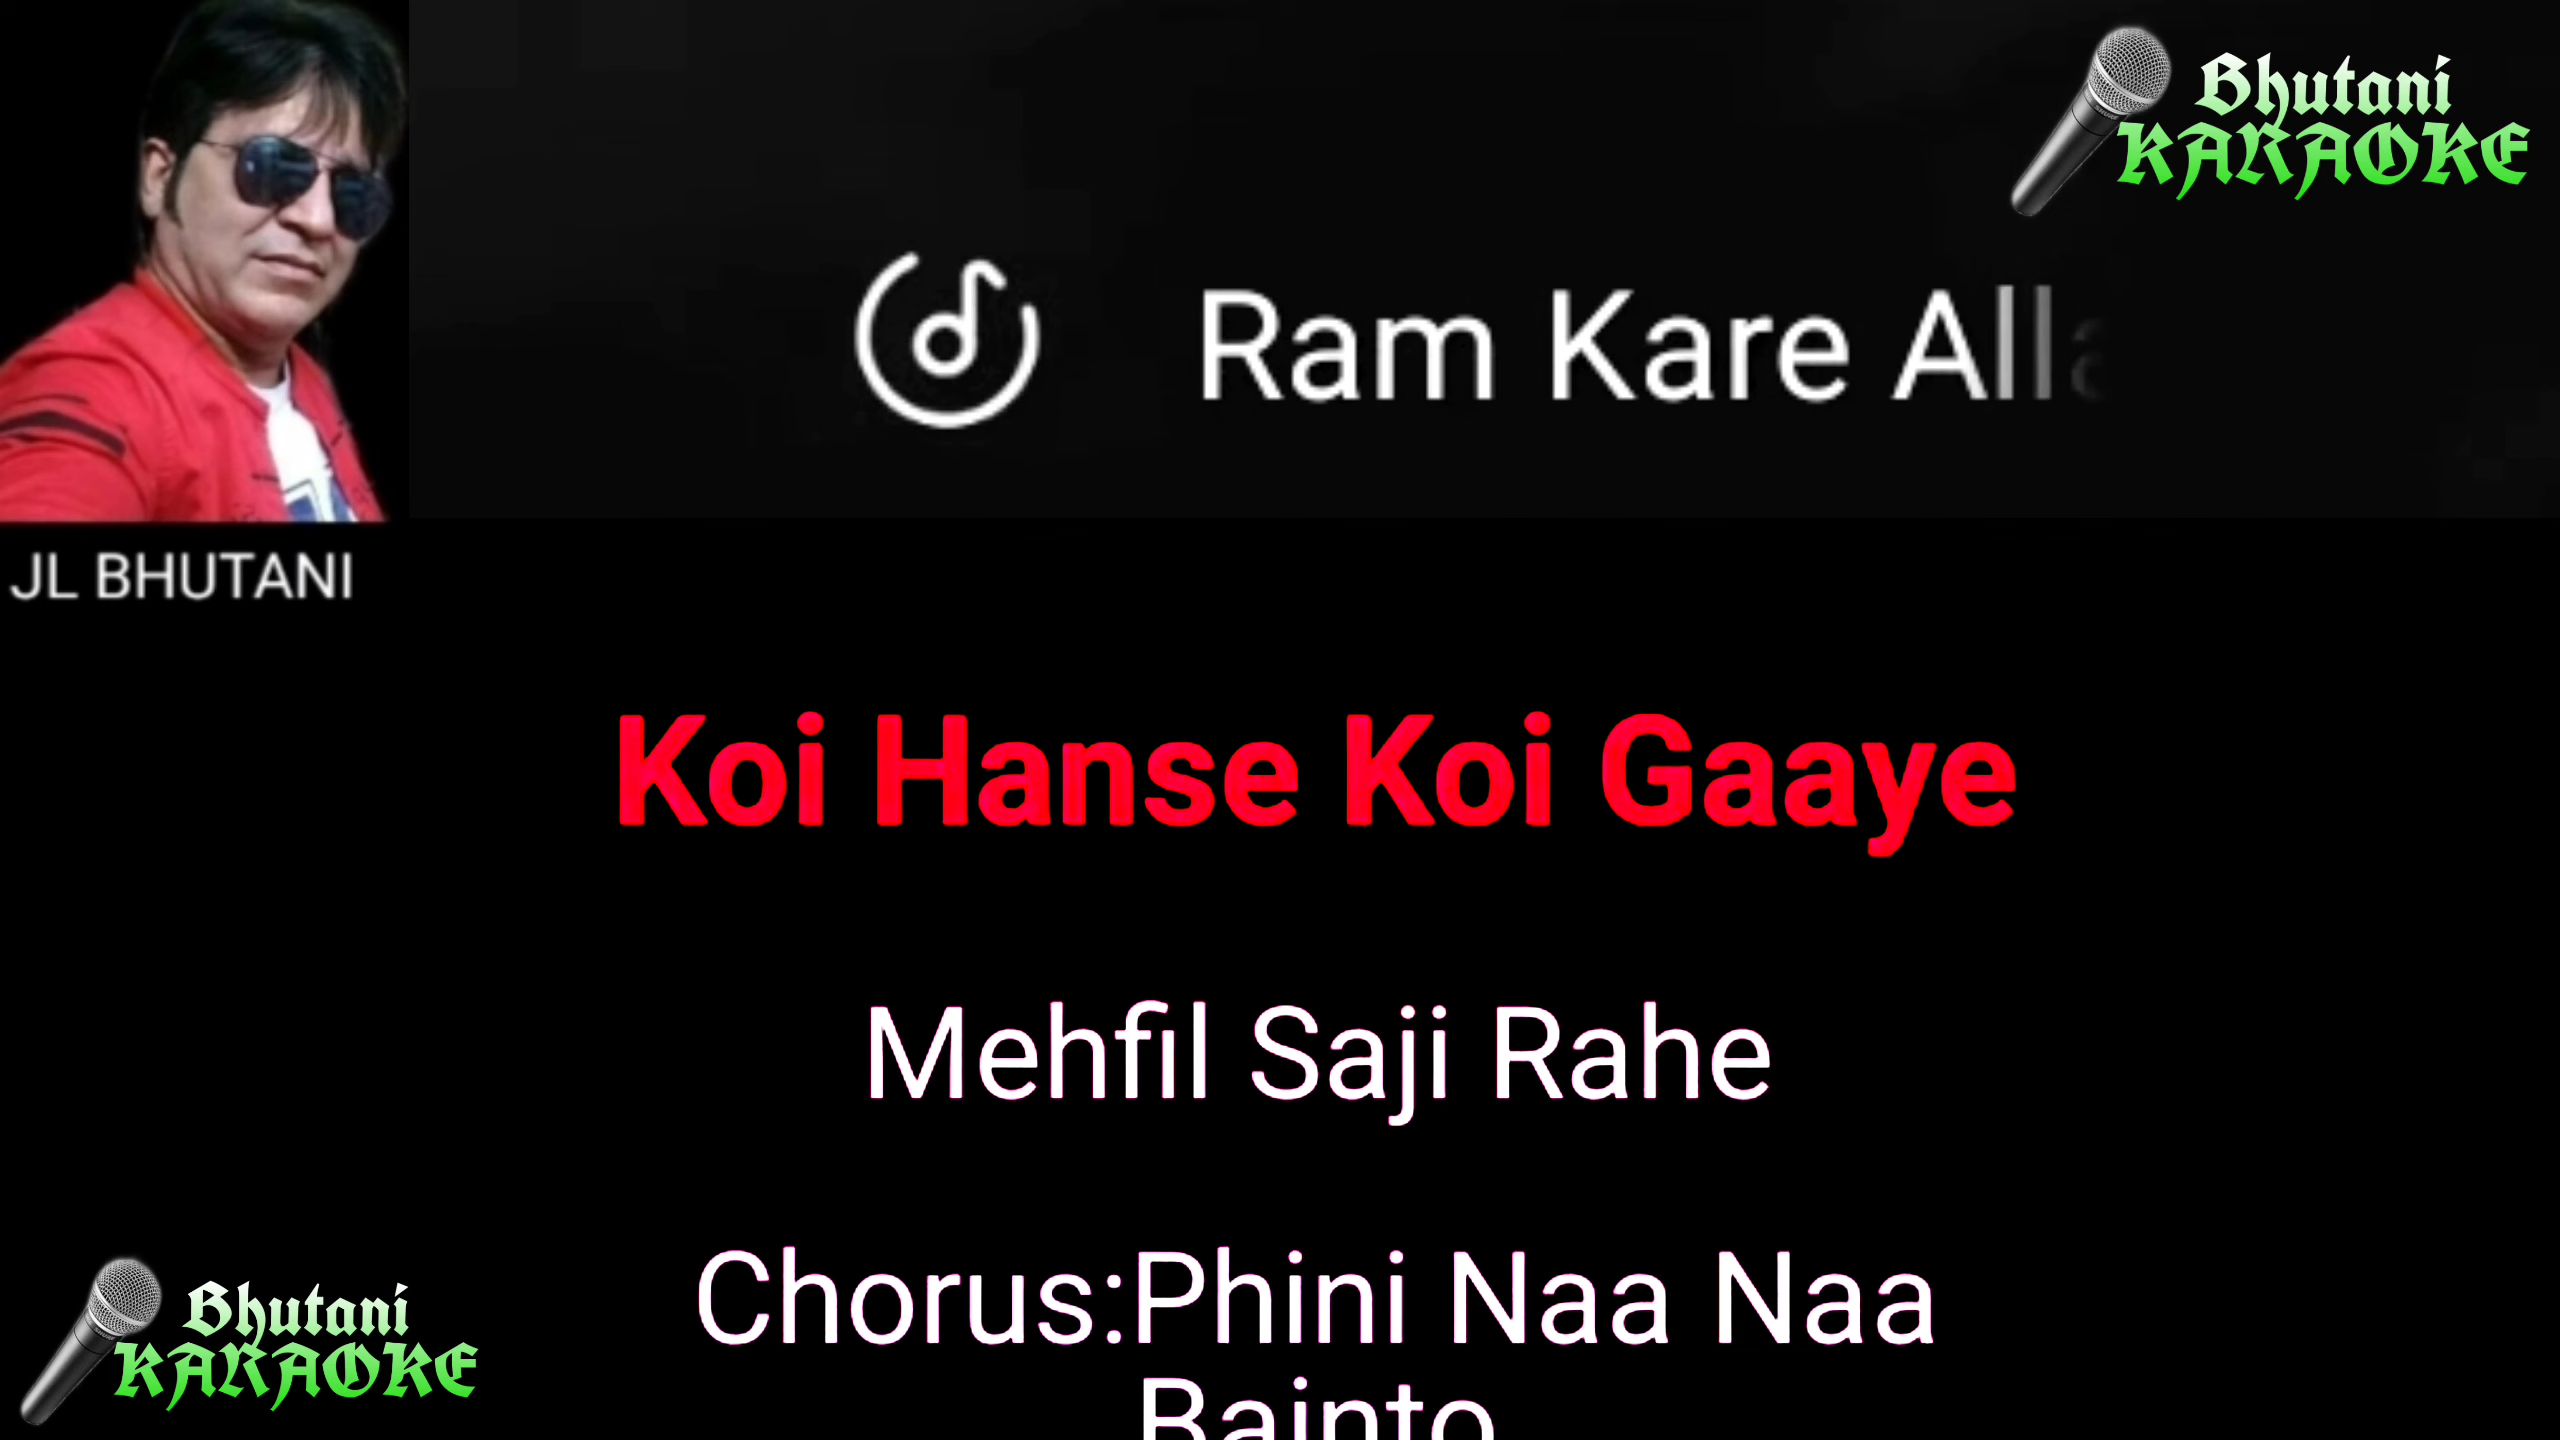 Bhutani
KARAOKE
Ram Kare All
JL BHUTANI
Koi Hanse Koi Gaaye
Mehfil Saji Rahe
Chorus:Phini Naa Naa
Bhutani
KARAOKE